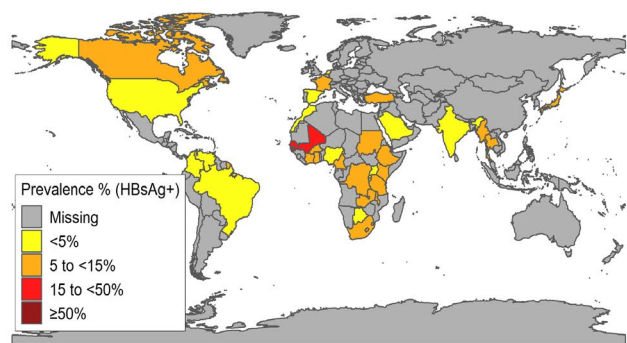 Prevalence % (HBsAg+)
Missing
<5%
5 to <15%
15 to <50%
≥50%